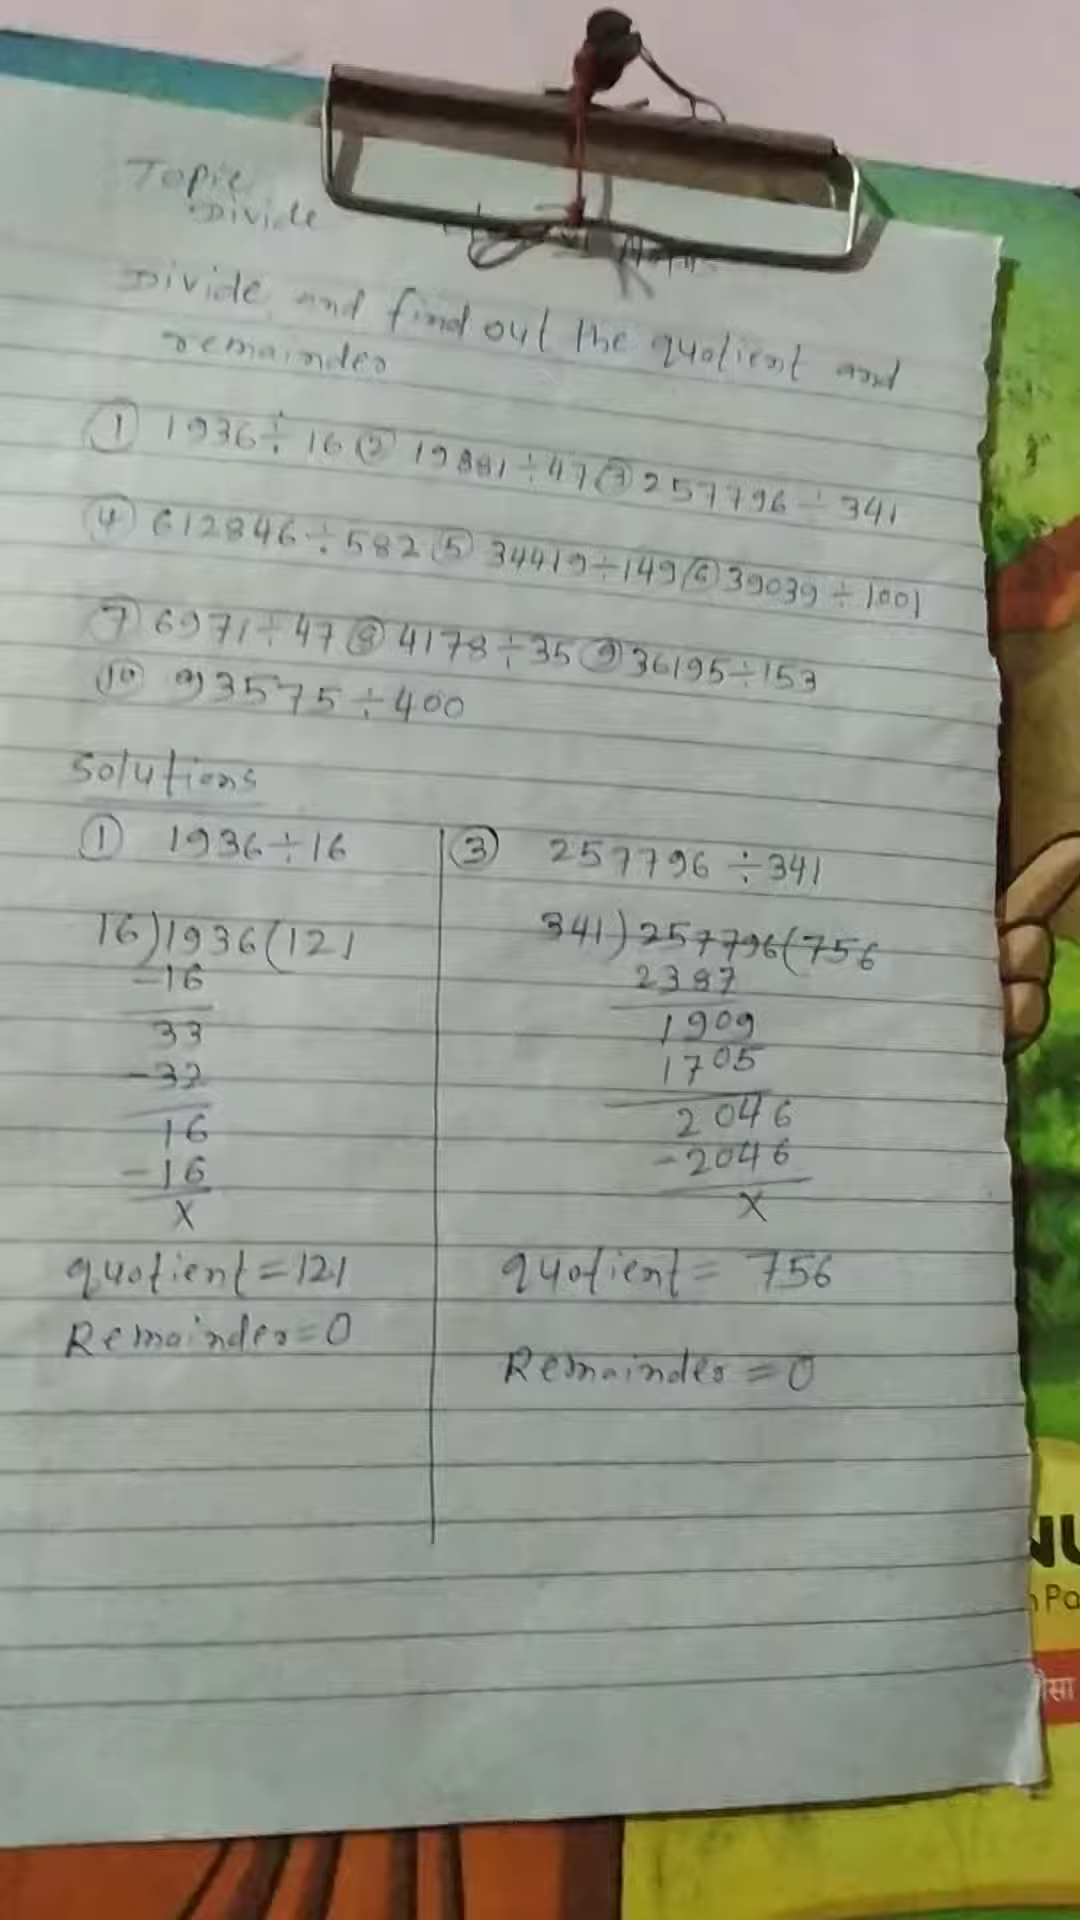 Topic
Divide
Maths
Divide and find out the quotient and
remainder
① 1936 ÷ 16 ② 19881 ÷ 47 ③ 257796 ÷ 341
④ 612846 ÷ 582 ⑤ 34419 ÷ 149 ⑥ 39039 ÷ 1001
⑦ 6971 ÷ 47 ⑧ 4178 ÷ 35 ⑨ 36195 ÷ 153
⑩ 93575 ÷ 400
Solutions
① 1936 ÷ 16
16)1936(121
-16
33
-32
16
-16
x
quotient = 121
Remainder = 0
③ 257796 ÷ 341
341)257796(756
2387
1909
1705
2046
-2046
x
quotient = 756
Remainder = 0
NU
n Pa